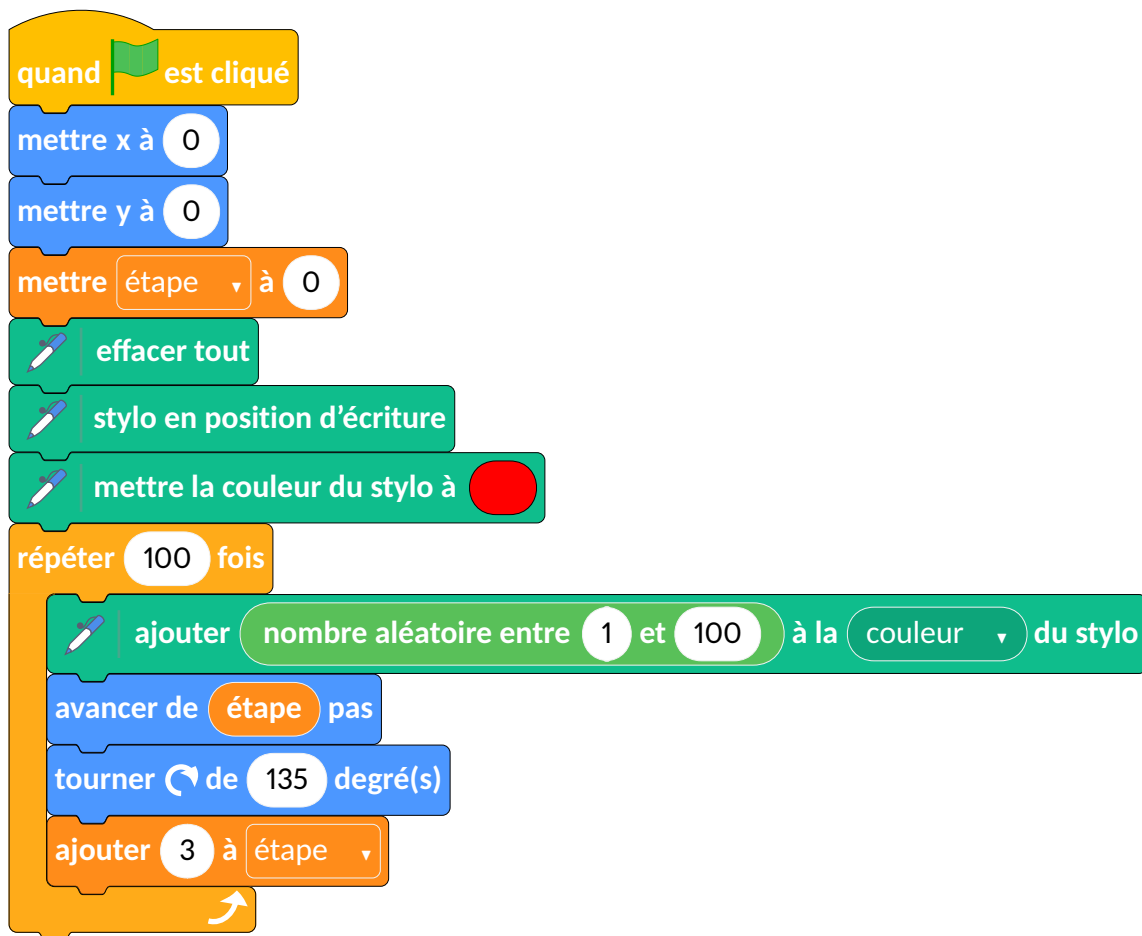 quand est cliqué
mettre x à 0
mettre y à 0
mettre étape à 0
effacer tout
stylo en position d’écriture
mettre la couleur du stylo à
répéter 100 fois
ajouter nombre aléatoire entre 1 et 100 à la couleur du stylo
avancer de étape pas
tourner de 135 degré(s)
ajouter 3 à étape